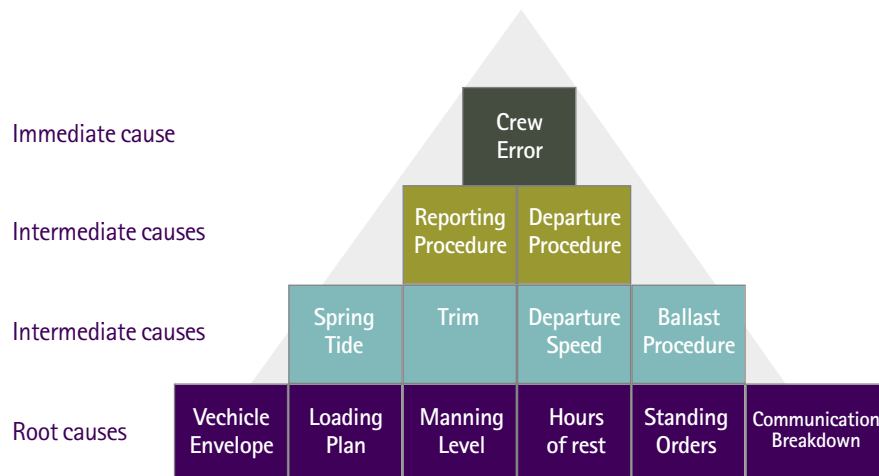 Immediate cause
Crew
Error
Intermediate causes
Reporting
Procedure
Departure
Procedure
Intermediate causes
Spring
Tide
Trim
Departure
Speed
Ballast
Procedure
Root causes
Vechicle
Envelope
Loading
Plan
Manning
Level
Hours
of rest
Standing
Orders
Communication
Breakdown